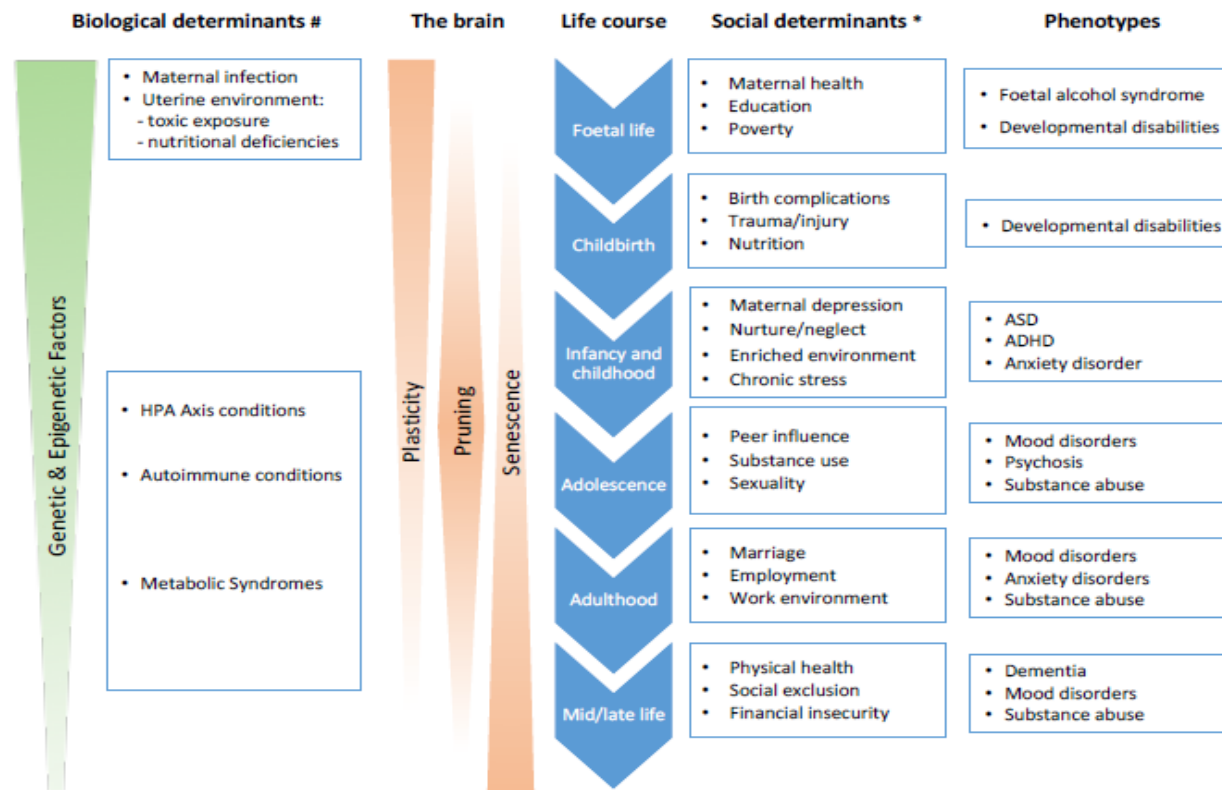 Biological determinants #
The brain
Life course
Social determinants *
Phenotypes
Genetic & Epigenetic Factors
• Maternal infection
• Uterine environment:
- toxic exposure
- nutritional deficiencies
• HPA Axis conditions
• Autoimmune conditions
• Metabolic Syndromes
Plasticity
Pruning
Senescence
Foetal life
• Maternal health
• Education
• Poverty
• Foetal alcohol syndrome
• Developmental disabilities
Childbirth
• Birth complications
• Trauma/injury
• Nutrition
• Developmental disabilities
Infancy and
childhood
• Maternal depression
• Nurture/neglect
• Enriched environment
• Chronic stress
• ASD
• ADHD
• Anxiety disorder
Adolescence
• Peer influence
• Substance use
• Sexuality
• Mood disorders
• Psychosis
• Substance abuse
Adulthood
• Marriage
• Employment
• Work environment
• Mood disorders
• Anxiety disorders
• Substance abuse
Mid/late life
• Physical health
• Social exclusion
• Financial insecurity
• Dementia
• Mood disorders
• Substance abuse